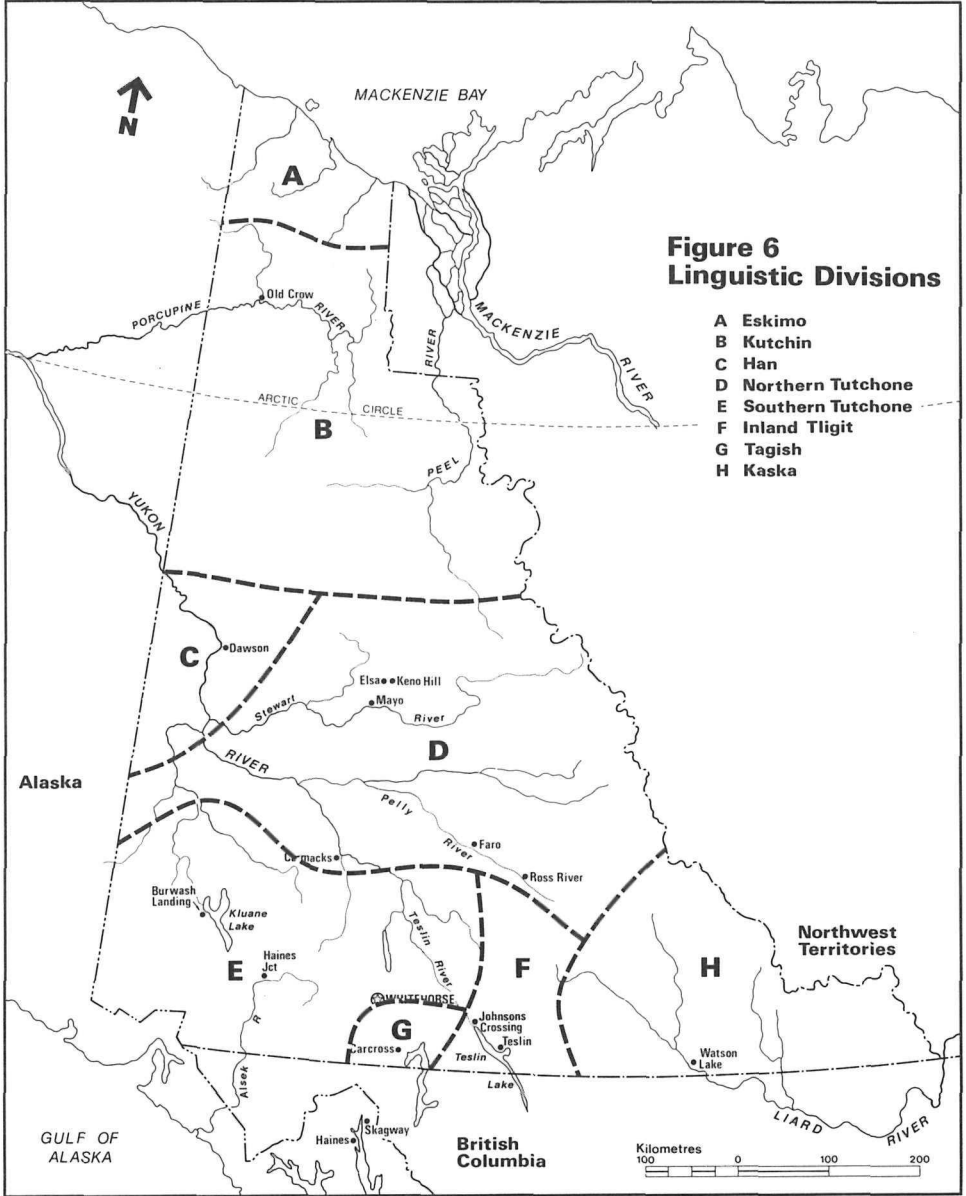 MACKENZIE BAY
N
A
Figure 6
Linguistic Divisions
A Eskimo
B Kutchin
C Han
D Northern Tutchone
E Southern Tutchone
F Inland Tligit
G Tagish
H Kaska
Old Crow
PORCUPINE
RIVER
RIVER
MACKENZIE
RIVER
ARCTIC CIRCLE
B
PEEL
YUKON
C
Dawson
Elsa
Keno Hill
Mayo
Stewart
River
D
RIVER
Alaska
Pelly
River
Faro
Carmacks
Ross River
Burwash
Landing
Kluane
Lake
Teslin
River
Northwest
Territories
Haines
Jct
E
F
H
WHITEHORSE
R
Johnsons
Crossing
G
Teslin
Carcross
Teslin
Lake
Watson
Lake
Alsek
LIARD
RIVER
GULF OF
ALASKA
Skagway
Haines
British
Columbia
Kilometres
100 0 100 200